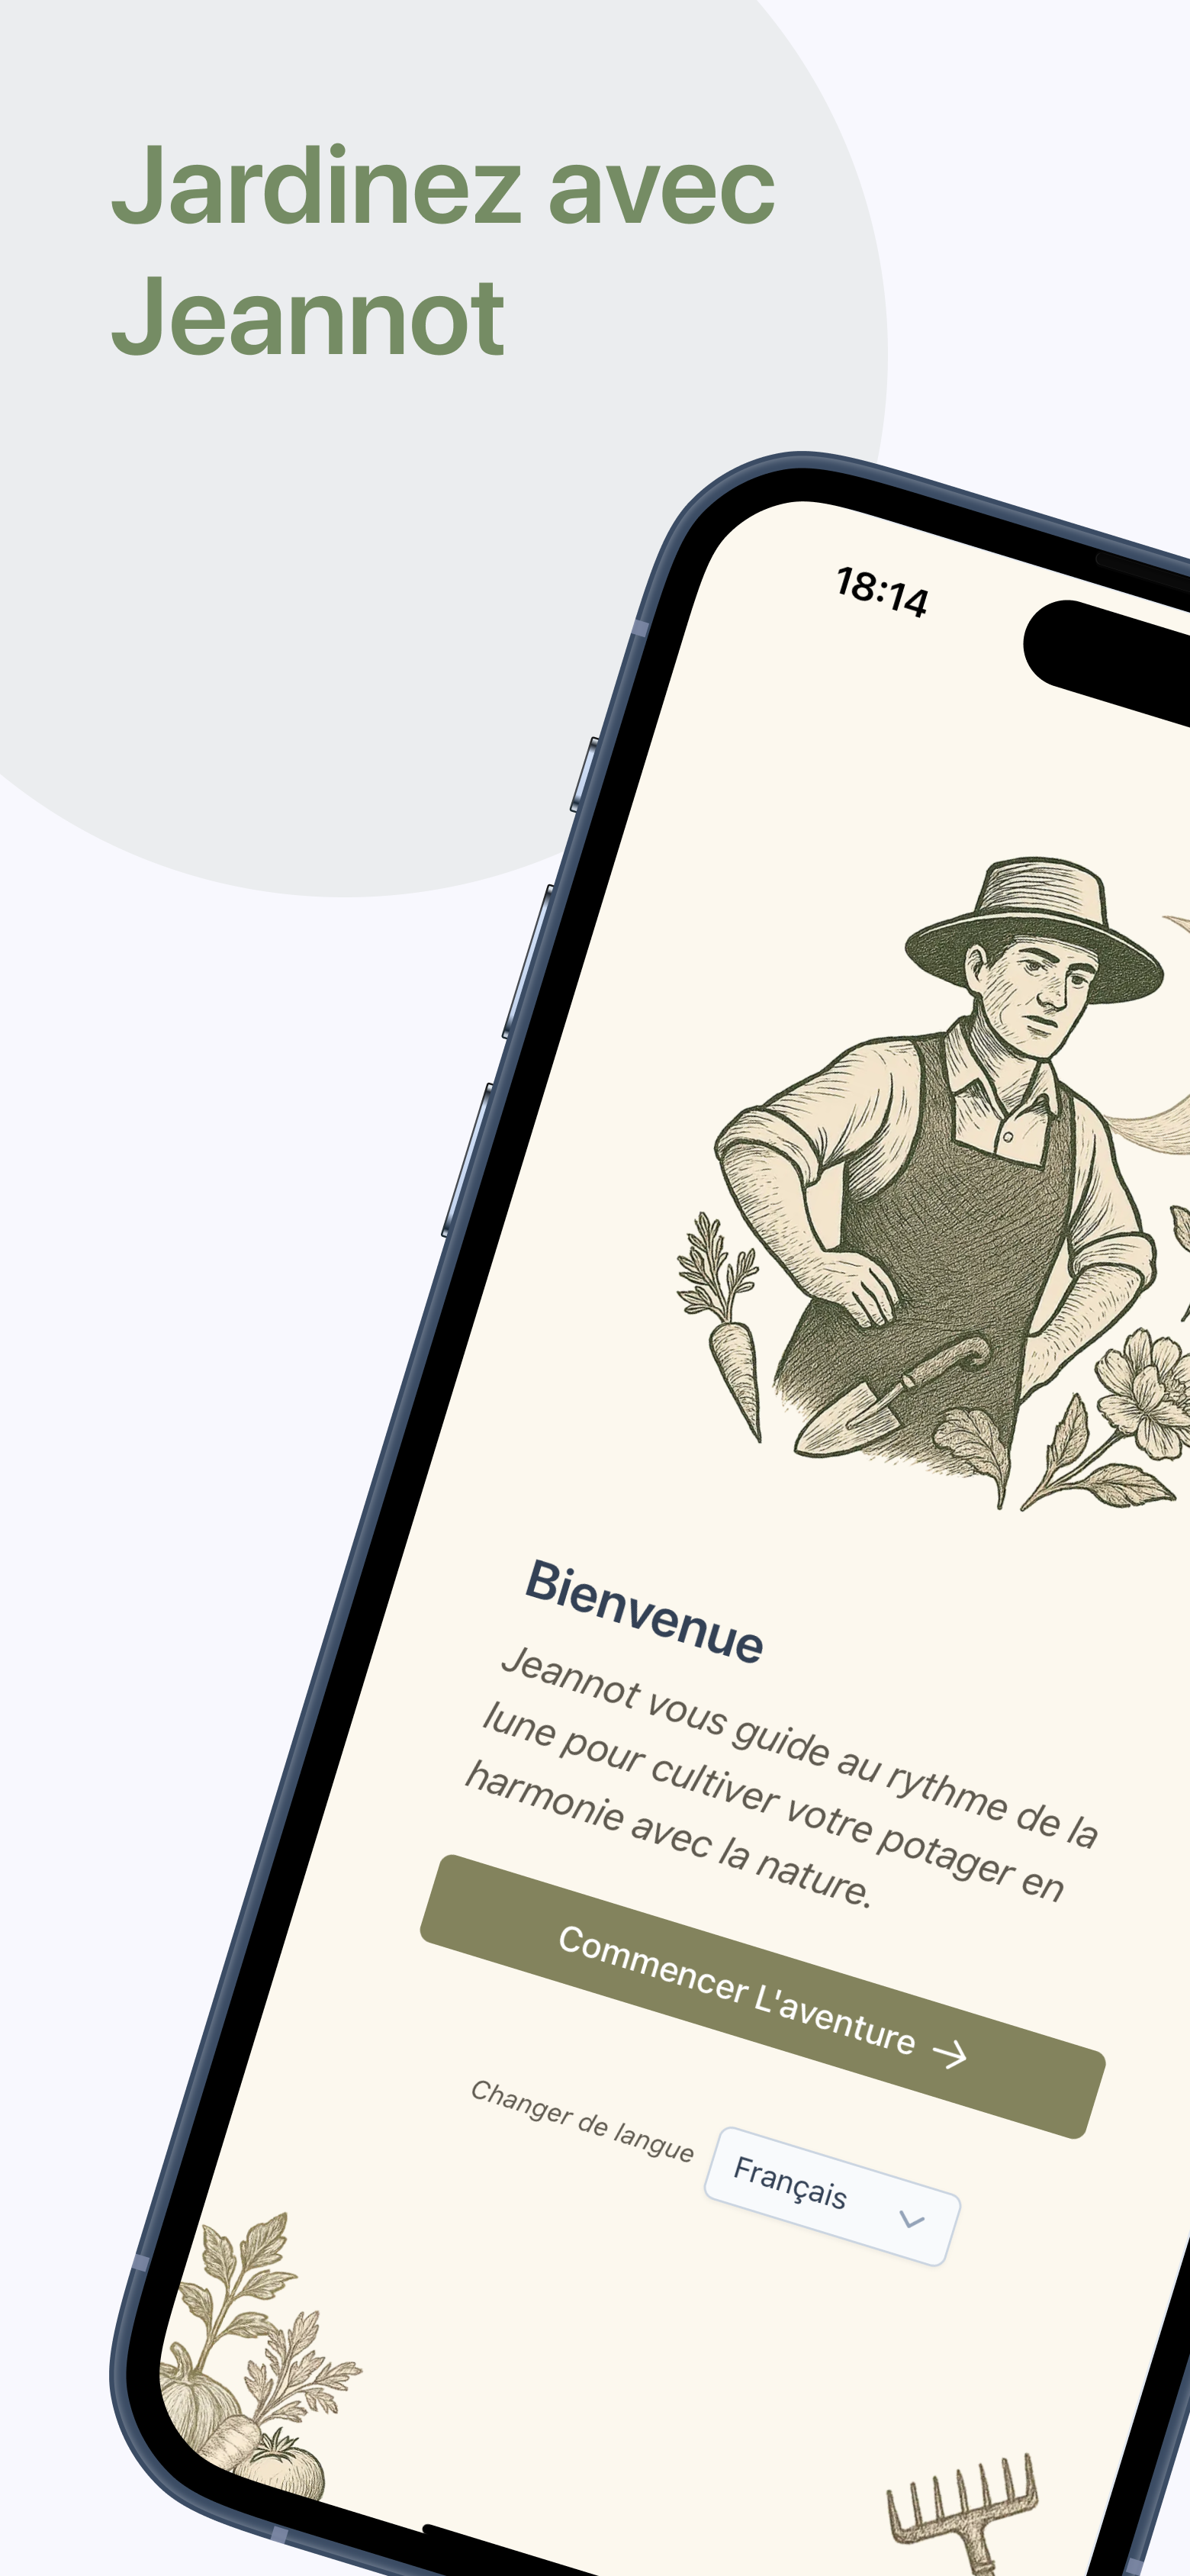 Jardinez avec
Jeannot
18:14
Bienvenue
Jeannot vous guide au rythme de la
lune pour cultiver votre potager en
harmonie avec la nature.
Commencer L'aventure →
Changer de langue
Français